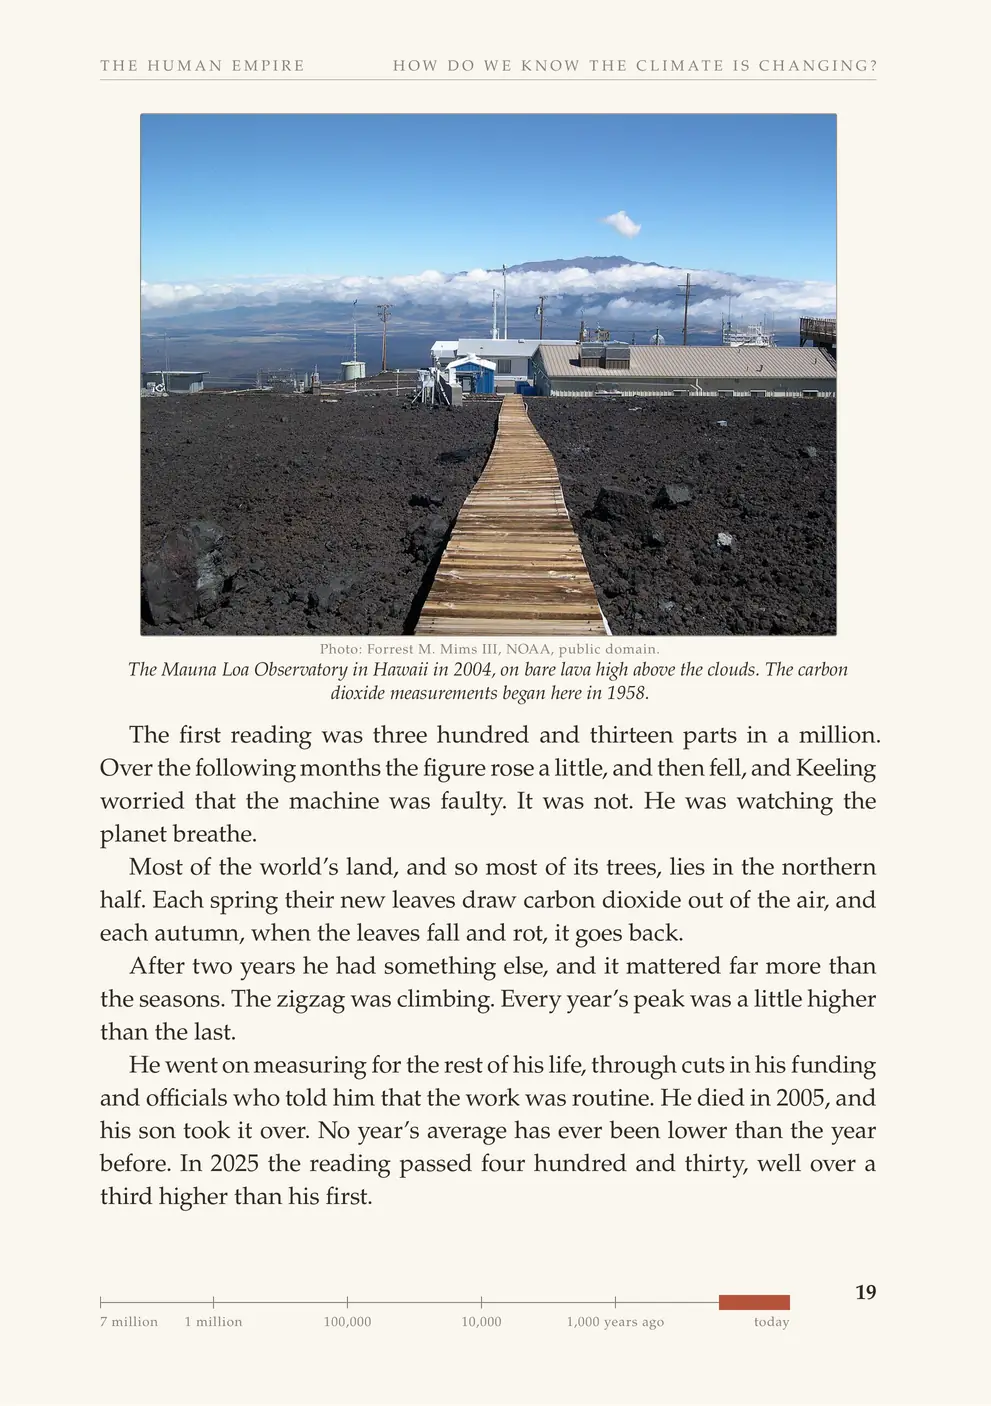 THE HUMAN EMPIRE
HOW DO WE KNOW THE CLIMATE IS CHANGING?
Photo: Forrest M. Mims III, NOAA, public domain.
The Mauna Loa Observatory in Hawaii in 2004, on bare lava high above the clouds. The carbon
dioxide measurements began here in 1958.
The first reading was three hundred and thirteen parts in a million.
Over the following months the figure rose a little, and then fell, and Keeling
worried that the machine was faulty. It was not. He was watching the
planet breathe.
Most of the world’s land, and so most of its trees, lies in the northern
half. Each spring their new leaves draw carbon dioxide out of the air, and
each autumn, when the leaves fall and rot, it goes back.
After two years he had something else, and it mattered far more than
the seasons. The zigzag was climbing. Every year’s peak was a little higher
than the last.
He went on measuring for the rest of his life, through cuts in his funding
and officials who told him that the work was routine. He died in 2005, and
his son took it over. No year’s average has ever been lower than the year
before. In 2025 the reading passed four hundred and thirty, well over a
third higher than his first.
19
7 million
1 million
100,000
10,000
1,000 years ago
today